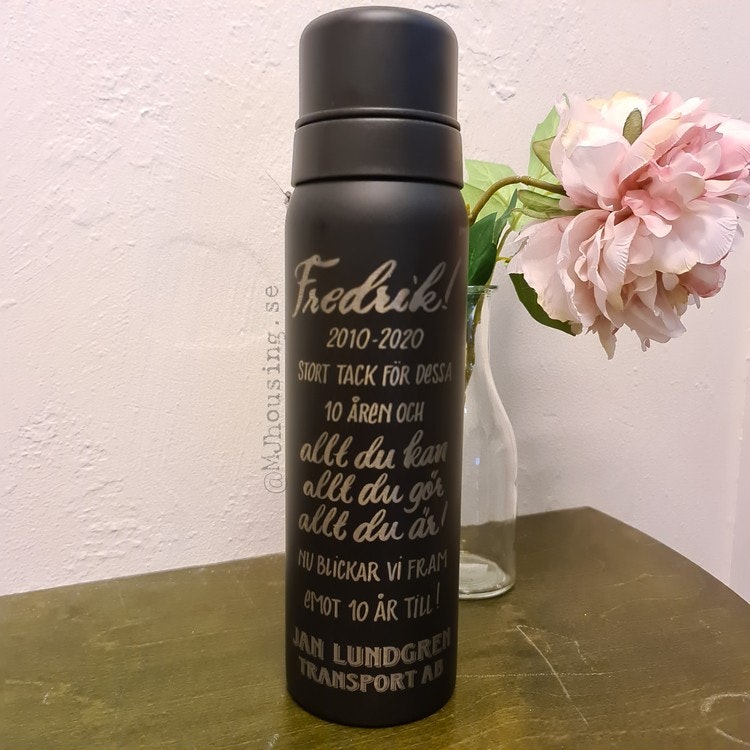 Fredrik!
2010-2020
STORT TACK FÖR DESSA
10 ÅREN OCH
allt du kan
allt du gör
allt du är!
NU BLICKAR VI FRAM
EMOT 10 ÅR TILL!
JAN LUNDGREN
TRANSPORT AB
@MJhousing.se